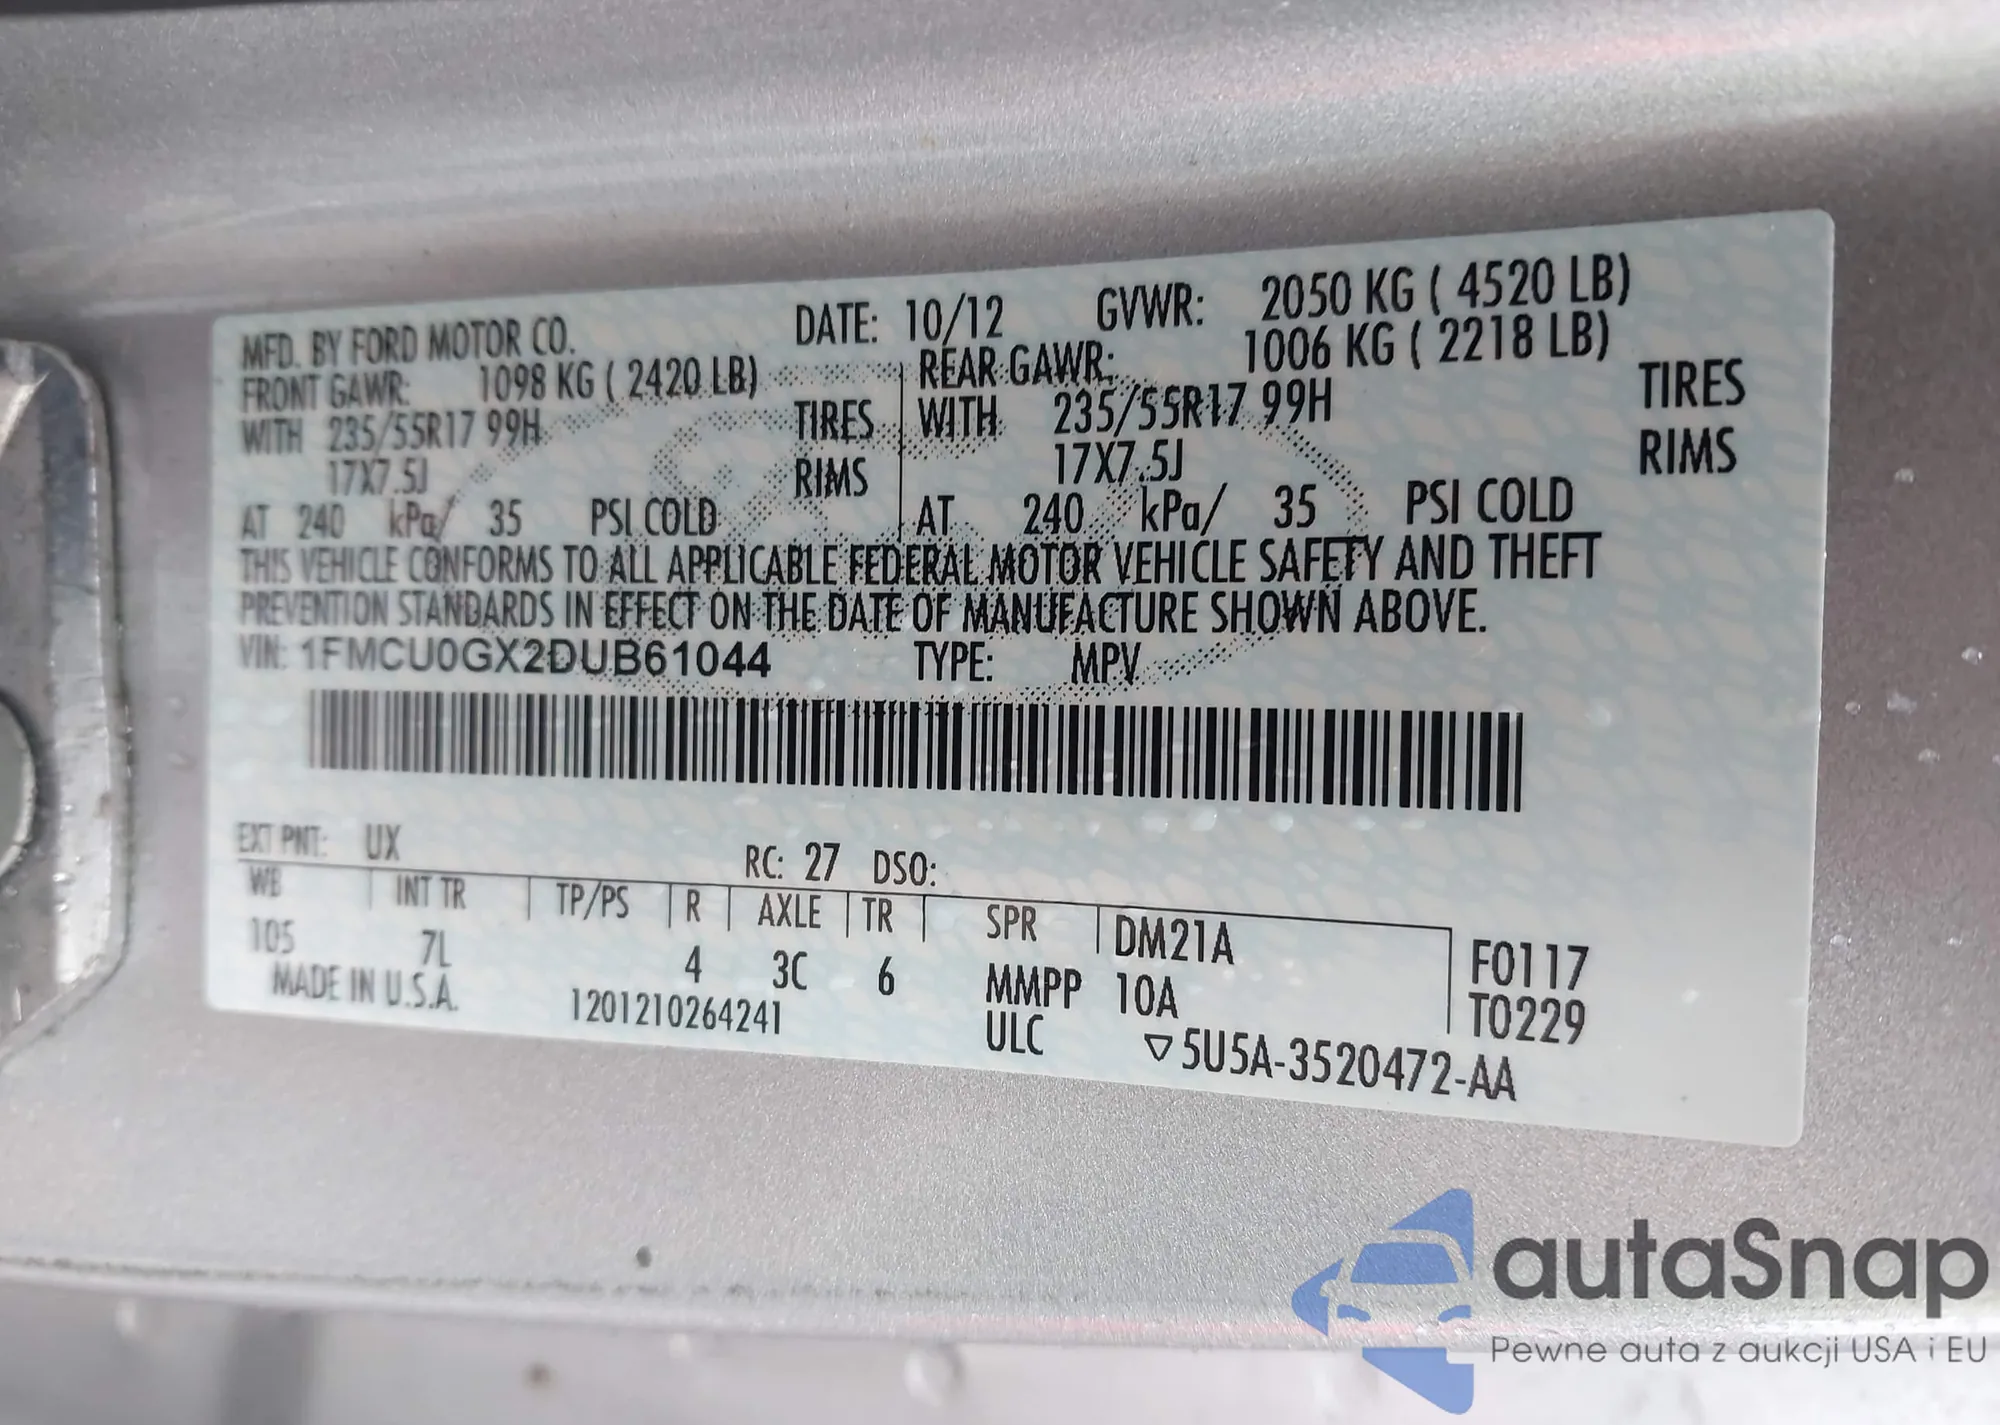 MFD. BY FORD MOTOR CO. DATE: 10/12 GVWR: 2050 KG ( 4520 LB)
FRONT GAWR: 1098 KG ( 2420 LB) REAR GAWR: 1006 KG ( 2218 LB)
WITH 235/55R17 99H TIRES WITH 235/55R17 99H TIRES
17X7.5J RIMS 17X7.5J RIMS
AT 240 kPa/ 35 PSI COLD AT 240 kPa/ 35 PSI COLD
THIS VEHICLE CONFORMS TO ALL APPLICABLE FEDERAL MOTOR VEHICLE SAFETY AND THEFT
PREVENTION STANDARDS IN EFFECT ON THE DATE OF MANUFACTURE SHOWN ABOVE.
VIN: 1FMCU0GX2DUB61044 TYPE: MPV
EXT PNT: UX RC: 27 DSO:
WB INT TR TP/PS R AXLE TR SPR DM21A F0117
105 7L 4 3C 6 MMPP 10A T0229
MADE IN U.S.A. 1201210264241 ULC ▽5U5A-3520472-AA
autaSnap
Pewne auta z aukcji USA i EU